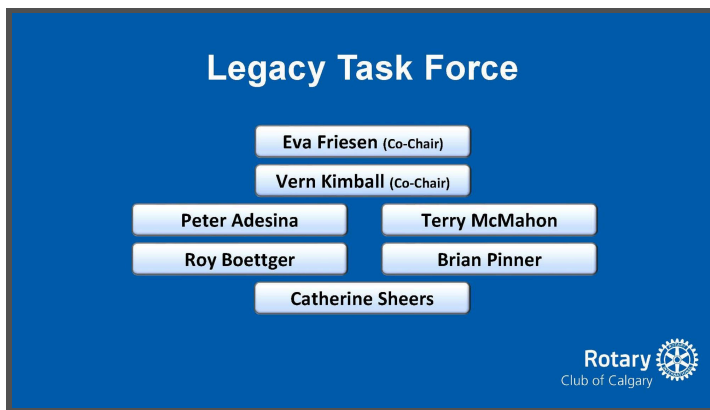 Legacy Task Force
Eva Friesen (Co-Chair)
Vern Kimball (Co-Chair)
Peter Adesina
Terry McMahon
Roy Boettger
Brian Pinner
Catherine Sheers
Rotary
Club of Calgary